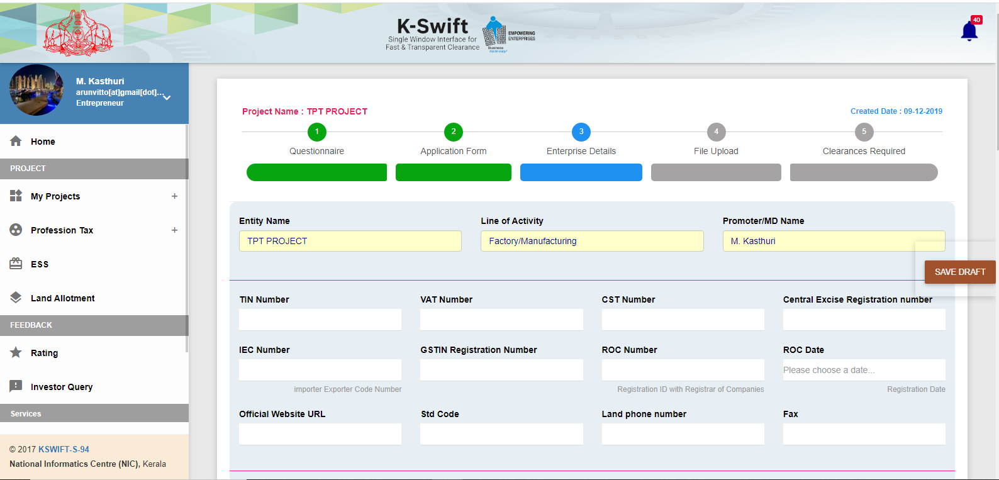 K-Swift
Single Window Interface for
Fast & Transparent Clearance
EMPOWERING
ENTERPRISES
Business
made easy!
40
M. Kasthuri
arunvitto[at]gmail[dot]...
Entrepreneur
Home
PROJECT
My Projects +
Profession Tax +
ESS
Land Allotment
FEEDBACK
Rating
Investor Query
Services
© 2017 KSWIFT-S-94
National Informatics Centre (NIC), Kerala
Project Name : TPT PROJECT
Created Date : 09-12-2019
1 2 3 4 5
Questionnaire Application Form Enterprise Details File Upload Clearances Required
Entity Name Line of Activity Promoter/MD Name
TPT PROJECT Factory/Manufacturing M. Kasthuri
SAVE DRAFT
TIN Number VAT Number CST Number Central Excise Registration number
IEC Number GSTIN Registration Number ROC Number ROC Date
Please choose a date...
importer Exporter Code Number Registration ID with Registrar of Companies Registration Date
Official Website URL Std Code Land phone number Fax